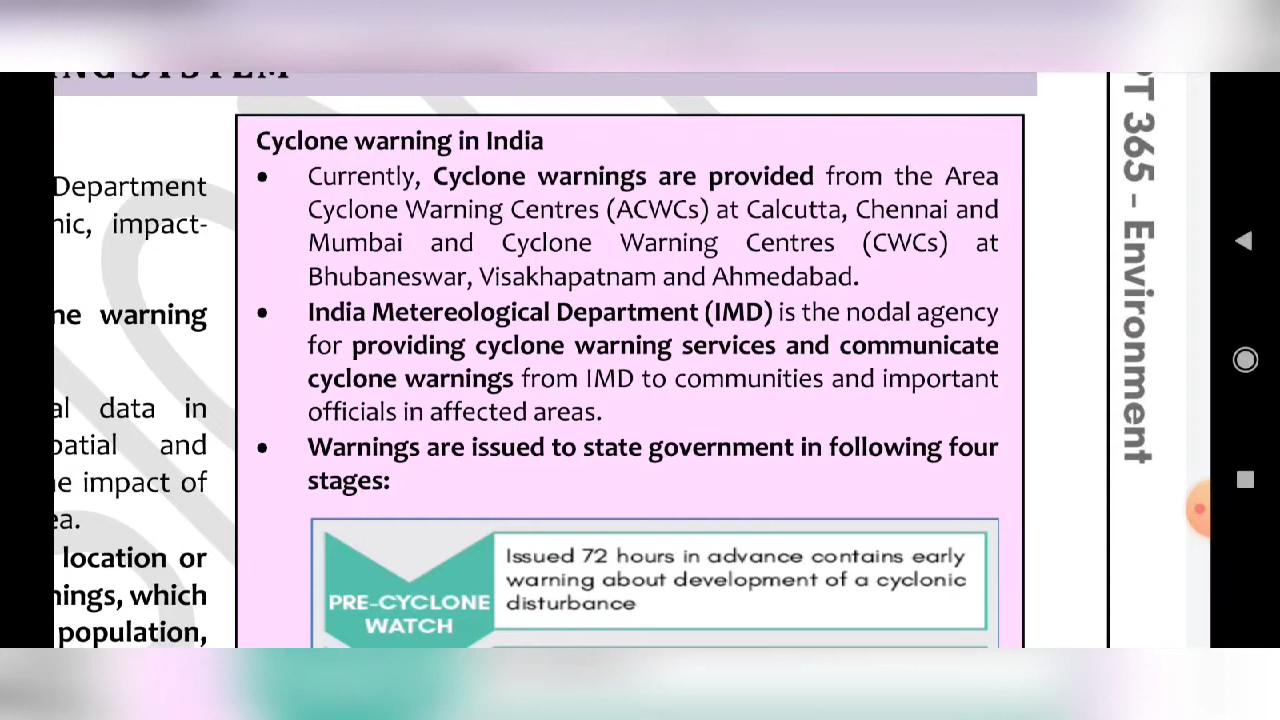 ING SYSTEM
Department
nic, impact-
ne warning
al data in
patial and
e impact of
ea.
location or
nings, which
population,
Cyclone warning in India
• Currently, Cyclone warnings are provided from the Area
Cyclone Warning Centres (ACWCs) at Calcutta, Chennai and
Mumbai and Cyclone Warning Centres (CWCs) at
Bhubaneswar, Visakhapatnam and Ahmedabad.
• India Metereological Department (IMD) is the nodal agency
for providing cyclone warning services and communicate
cyclone warnings from IMD to communities and important
officials in affected areas.
• Warnings are issued to state government in following four
stages:
PRE-CYCLONE
WATCH
Issued 72 hours in advance contains early
warning about development of a cyclonic
disturbance
PT 365 - Environment